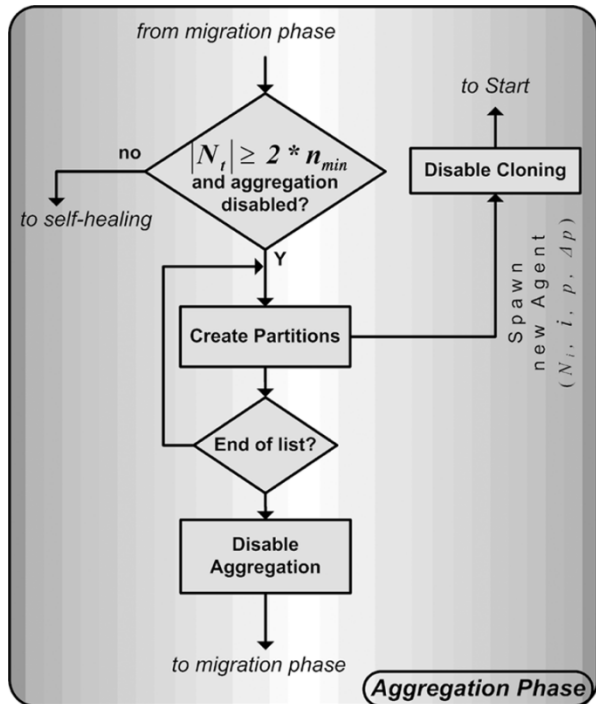 from migration phase
to Start
no
|N_t| ≥ 2 * n_min
and aggregation
disabled?
Disable Cloning
to self-healing
Y
Spawn
new Agent
(N_i, i, p, Δp)
Create Partitions
End of list?
Disable
Aggregation
to migration phase
Aggregation Phase